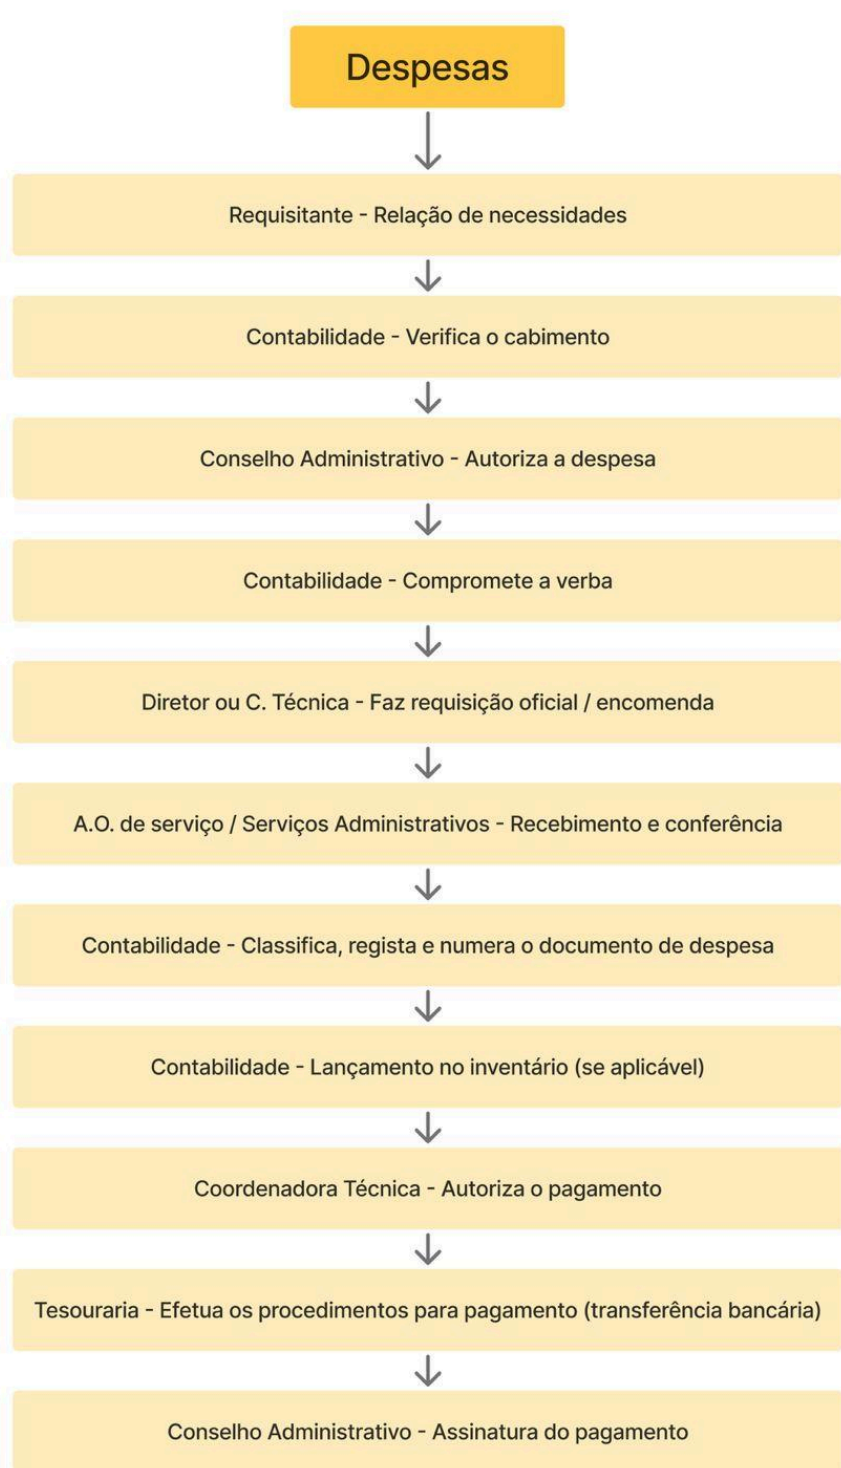 Despesas
Requisitante - Relação de necessidades
Contabilidade - Verifica o cabimento
Conselho Administrativo - Autoriza a despesa
Contabilidade - Compromete a verba
Diretor ou C. Técnica - Faz requisição oficial / encomenda
A.O. de serviço / Serviços Administrativos - Recebimento e conferência
Contabilidade - Classifica, regista e numera o documento de despesa
Contabilidade - Lançamento no inventário (se aplicável)
Coordenadora Técnica - Autoriza o pagamento
Tesouraria - Efetua os procedimentos para pagamento (transferência bancária)
Conselho Administrativo - Assinatura do pagamento